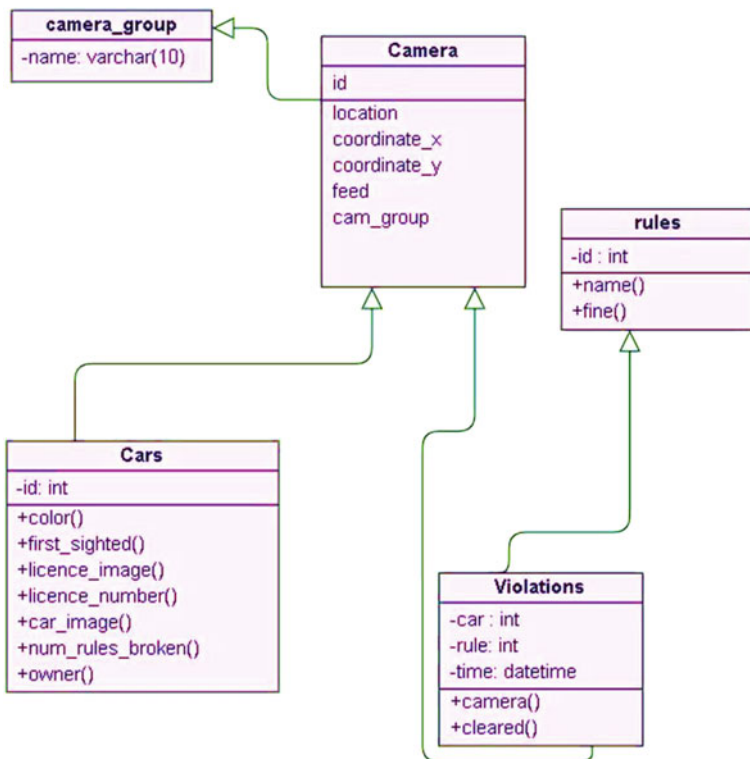 camera_group
-name: varchar(10)
Camera
id
location
coordinate_x
coordinate_y
feed
cam_group
rules
-id : int
+name()
+fine()
Cars
-id: int
+color()
+first_sighted()
+licence_image()
+licence_number()
+car_image()
+num_rules_broken()
+owner()
Violations
-car : int
-rule: int
-time: datetime
+camera()
+cleared()